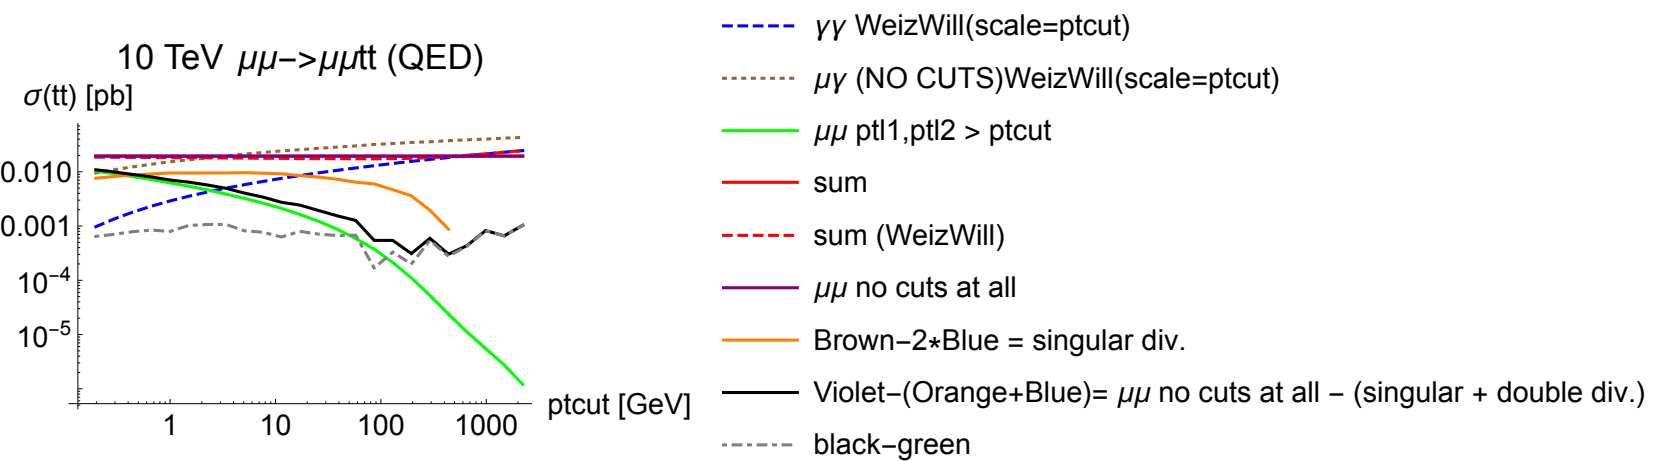 10 TeV μμ−>μμtt (QED)
σ(tt) [pb]
0.010
0.001
10−4
10−5
1
10
100
1000
ptcut [GeV]
γγ WeizWill(scale=ptcut)
μγ (NO CUTS)WeizWill(scale=ptcut)
μμ ptl1,ptl2 > ptcut
sum
sum (WeizWill)
μμ no cuts at all
Brown−2*Blue = singular div.
Violet−(Orange+Blue)= μμ no cuts at all − (singular + double div.)
black−green